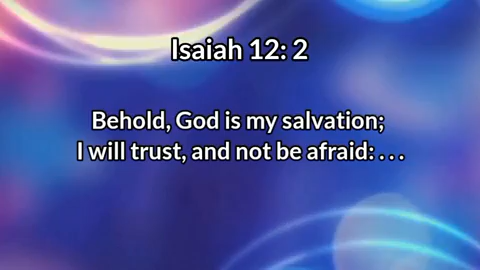 Isaiah 12: 2
Behold, God is my salvation;
I will trust, and not be afraid: . . .